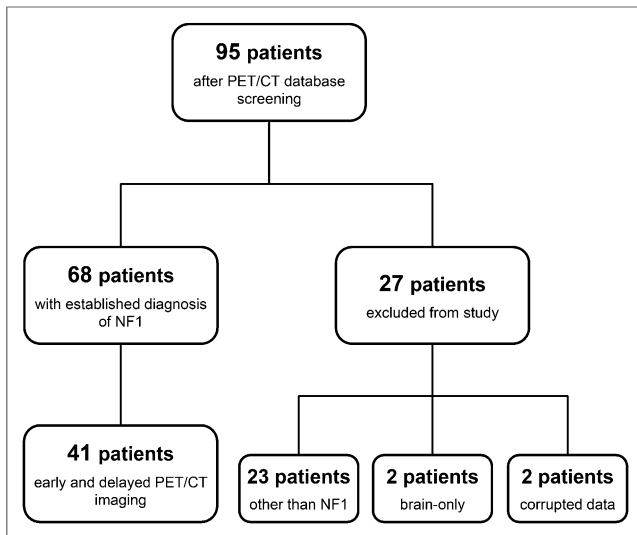 95 patients
after PET/CT database
screening
68 patients
with established diagnosis
of NF1
27 patients
excluded from study
41 patients
early and delayed PET/CT
imaging
23 patients
other than NF1
2 patients
brain-only
2 patients
corrupted data